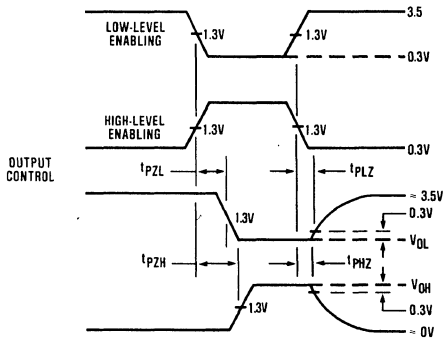 3.5
LOW-LEVEL
ENABLING
1.3V
1.3V
0.3V
HIGH-LEVEL
ENABLING
1.3V
1.3V
0.3V
OUTPUT
CONTROL
tPZL
tPLZ
≈ 3.5V
0.3V
1.3V
VOL
tPZH
tPHZ
VOH
1.3V
0.3V
≈ 0V